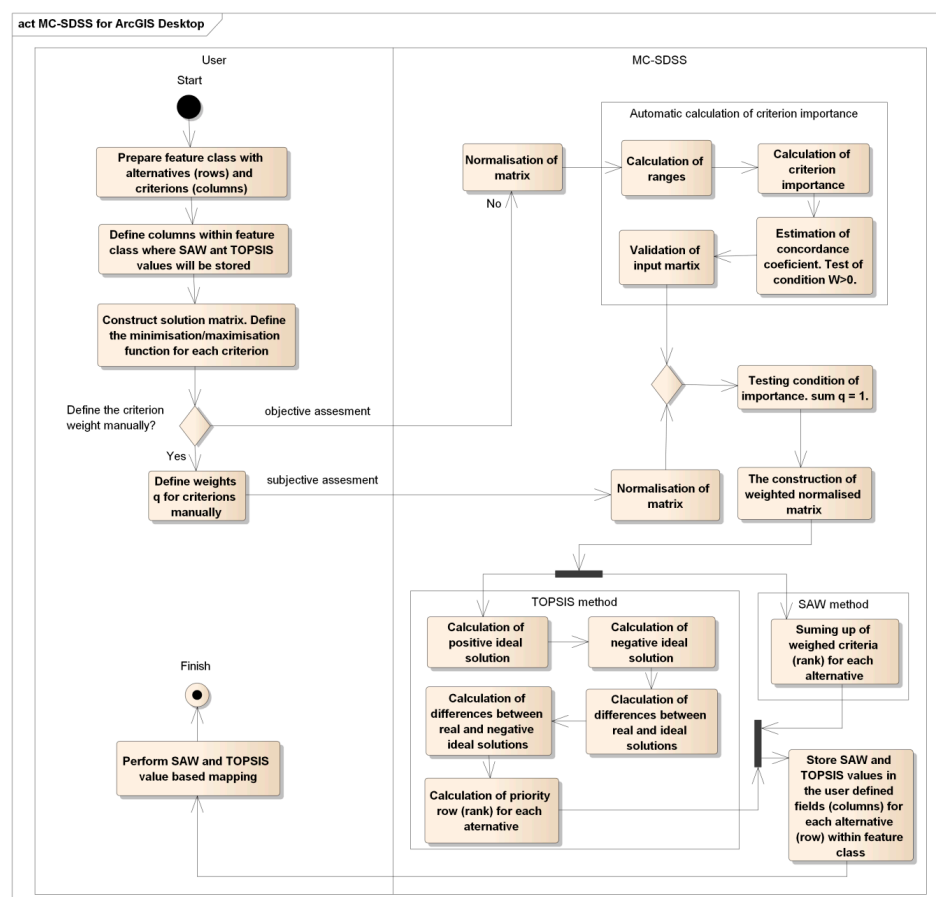 act MC-SDSS for ArcGIS Desktop
User
MC-SDSS
Start
Prepare feature class with
alternatives (rows) and
criterions (columns)
Define columns within feature
class where SAW ant TOPSIS
values will be stored
Construct solution matrix. Define
the minimisation/maximisation
function for each criterion
Define the criterion
weight manually?
objective assesment
Yes
Define weights
q for criterions
manually
subjective assesment
Normalisation of
matrix
No
Automatic calculation of criterion importance
Calculation of
ranges
Calculation of
criterion
importance
Estimation of
concordance
coeficient. Test of
condition W>0.
Validation of
input martix
Testing condition of
importance. sum q = 1.
Normalisation of
matrix
The construction of
weighted normalised
matrix
TOPSIS method
Calculation of
positive ideal
solution
Calculation of
negative ideal
solution
Claculation of
differences between
real and ideal
solutions
Calculation of
differences between
real and negative
ideal solutions
Calculation of priority
row (rank) for each
aternative
SAW method
Suming up of
weighed criteria
(rank) for each
alternative
Store SAW and
TOPSIS values in
the user defined
fields (columns) for
each alternative
(row) within feature
class
Perform SAW and TOPSIS
value based mapping
Finish